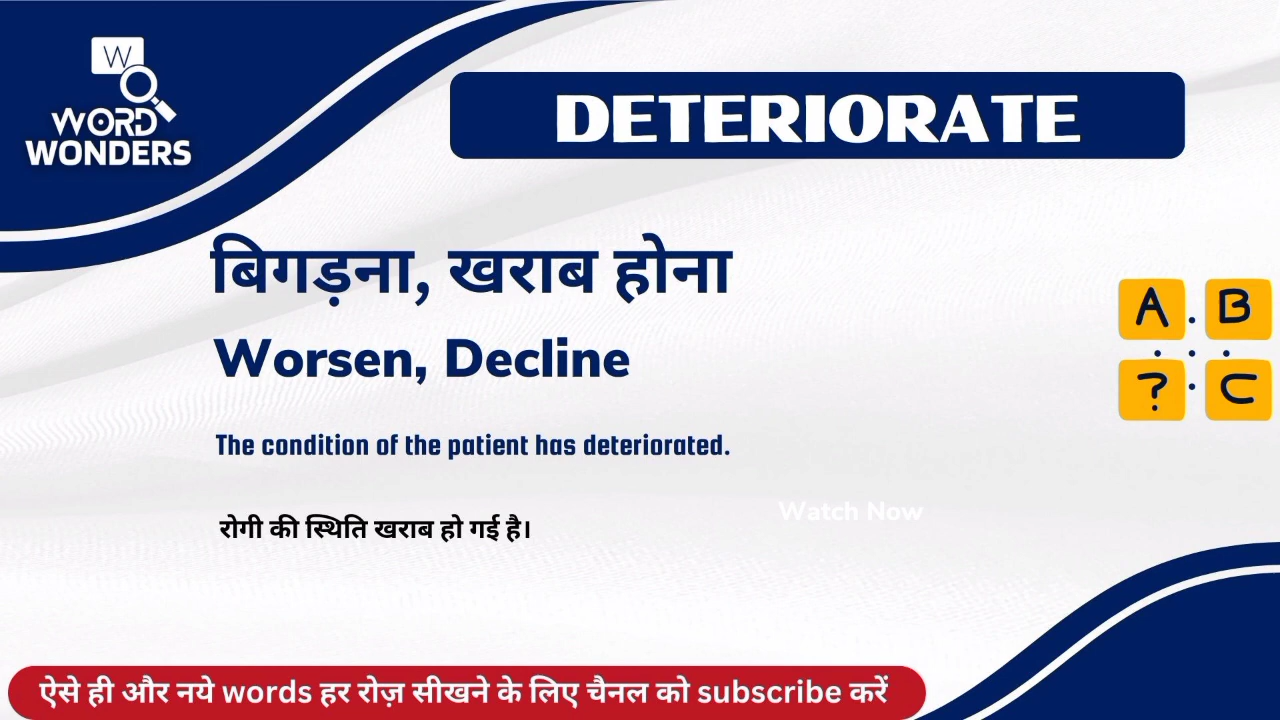 W
WORD
WONDERS
DETERIORATE
बिगड़ना, खराब होना
Worsen, Decline
The condition of the patient has deteriorated.
Watch Now
रोगी की स्थिति खराब हो गई है।
A B
? C
ऐसे ही और नये words हर रोज़ सीखने के लिए चैनल को subscribe करें